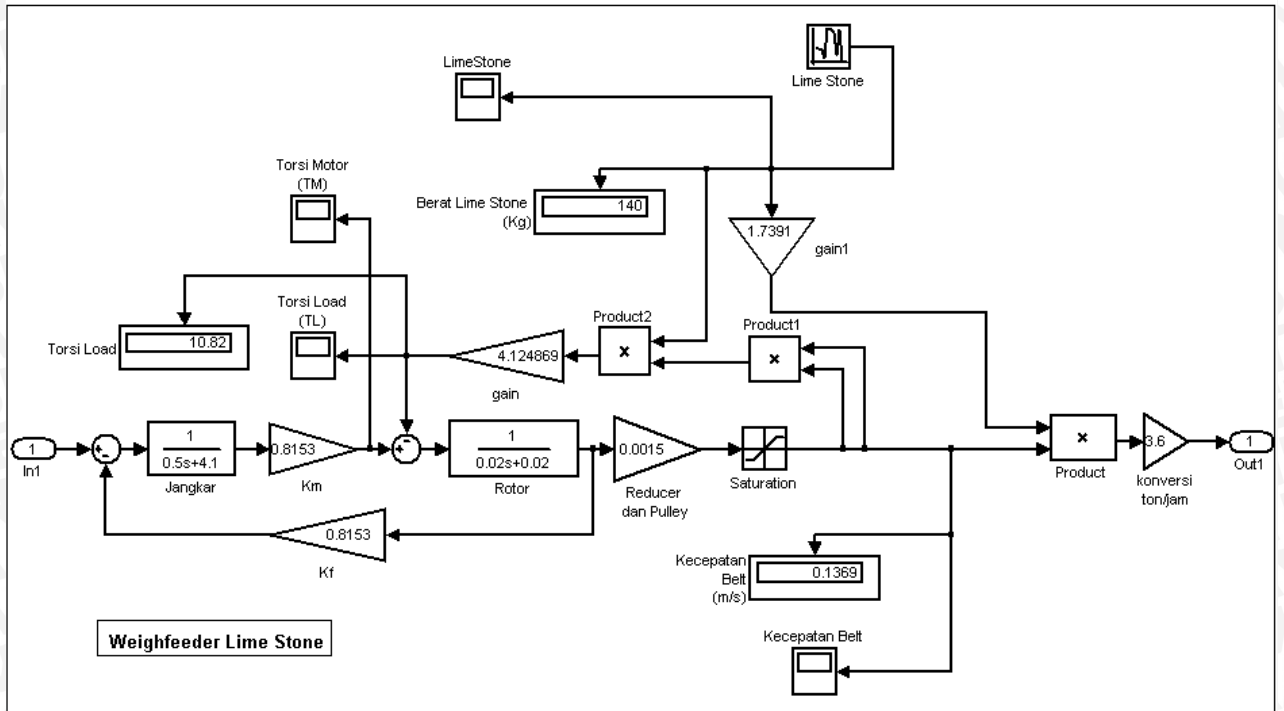 LimeStone
Lime Stone
Torsi Motor
(TM)
Berat Lime Stone
(Kg)
140
1.7391
gain1
Torsi Load
10.82
Torsi Load
(TL)
4.124869
gain
Product2
x
Product1
x
1
In1
1
0.5s+4.1
Jangkar
0.8153
Km
1
0.02s+0.02
Rotor
0.0015
Reducer
dan Pulley
Saturation
x
Product
3.6
konversi
ton/jam
1
Out1
0.8153
Kf
Kecepatan
Belt
(m/s)
0.1369
Weighfeeder Lime Stone
Kecepatan Belt